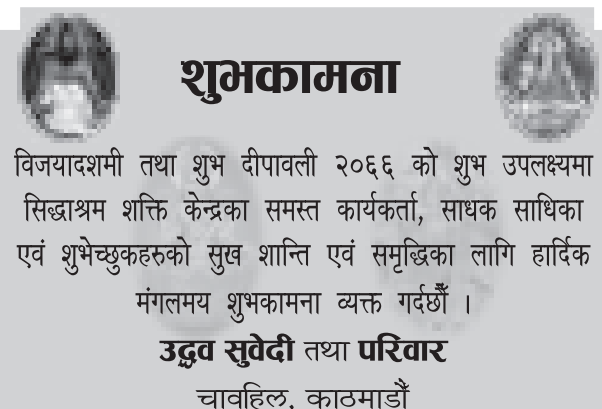 शुभकामना
विजयादशमी तथा शुभ दीपावली २०६६ को शुभ उपलक्ष्यमा
सिद्धाश्रम शक्ति केन्द्रका समस्त कार्यकर्ता, साधक साधिका
एवं शुभेच्छुकहरुको सुख शान्ति एवं समृद्धिका लागि हार्दिक
मंगलमय शुभकामना व्यक्त गर्दछौँ ।
उद्धव सुवेदी तथा परिवार
चावहिल, काठमाडौँ